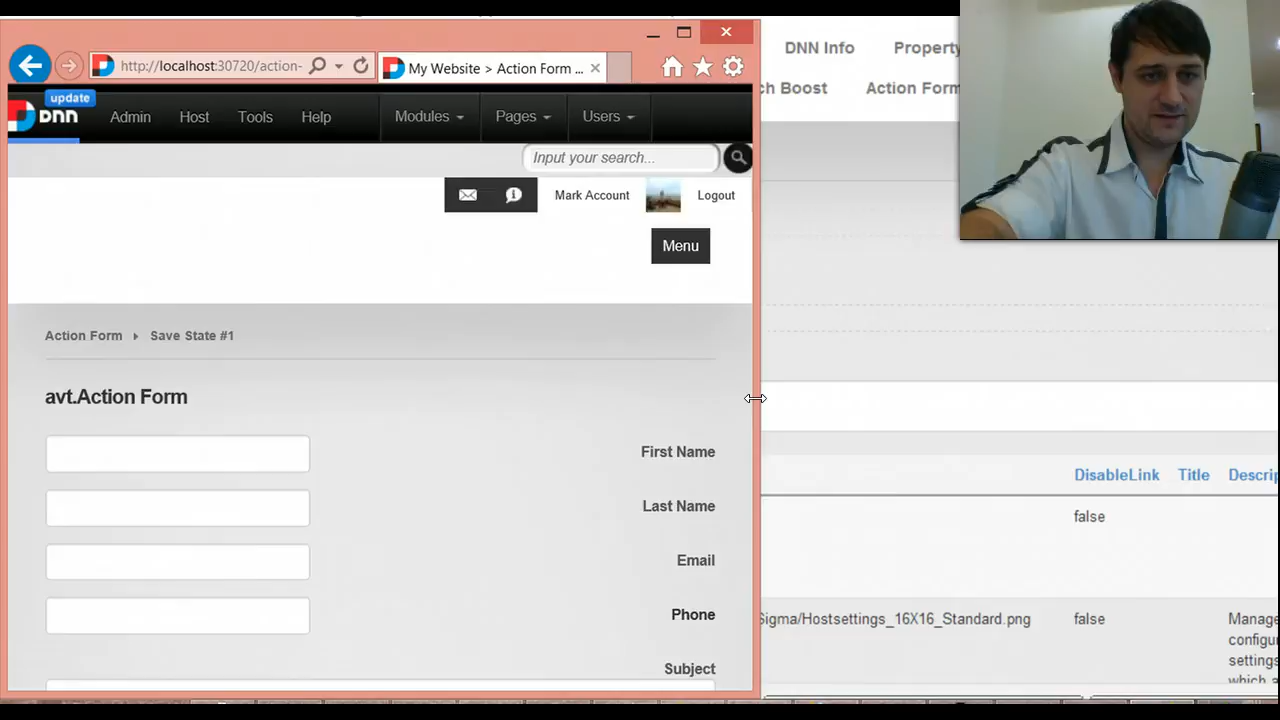 DNN Info Property
http://localhost:30720/action-
My Website > Action Form ...
ch Boost Action Form
update
DNN Admin Host Tools Help Modules Pages Users
Input your search...
Mark Account Logout
Menu
Action Form Save State #1
avt.Action Form
First Name
DisableLink Title Descrip
Last Name
false
Email
Phone
Sigma/Hostsettings_16X16_Standard.png false Manage
configu
settings
Subject
which a